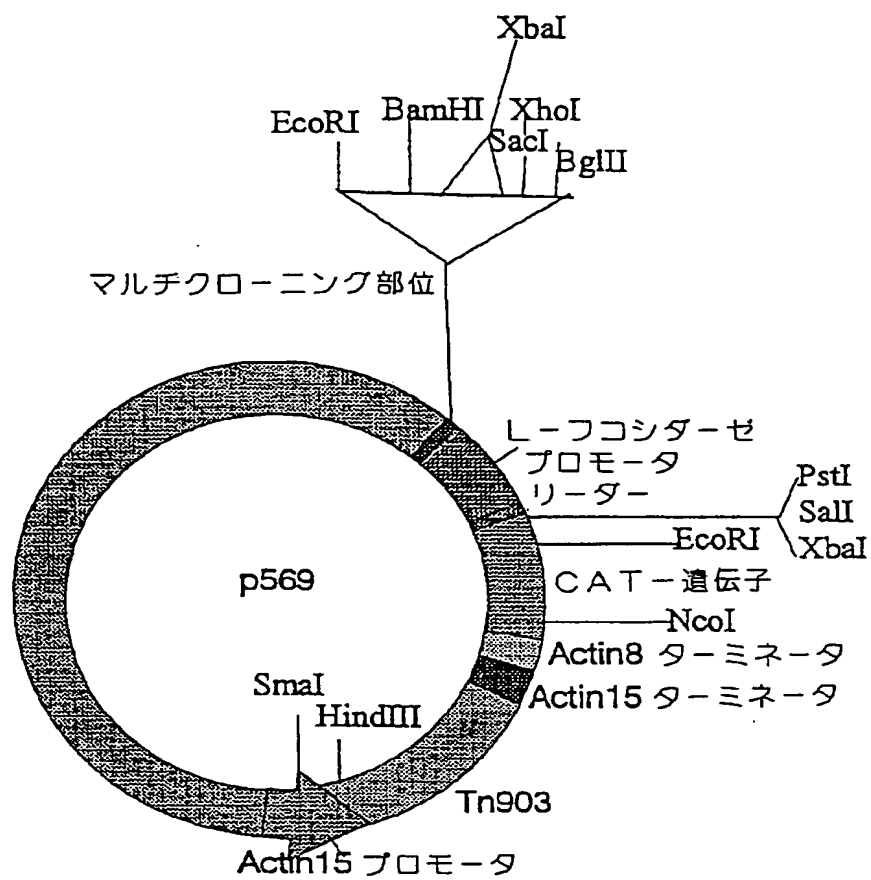 XbaI
EcoRI
BamHI
XhoI
SacI
BglII
マルチクローニング部位
L－フコシダーゼ
プロモータ
リーダー
PstI
SalI
XbaI
EcoRI
CAT－遺伝子
NcoI
Actin8 ターミネータ
Actin15 ターミネータ
p569
SmaI
HindIII
Tn903
Actin15 プロモータ